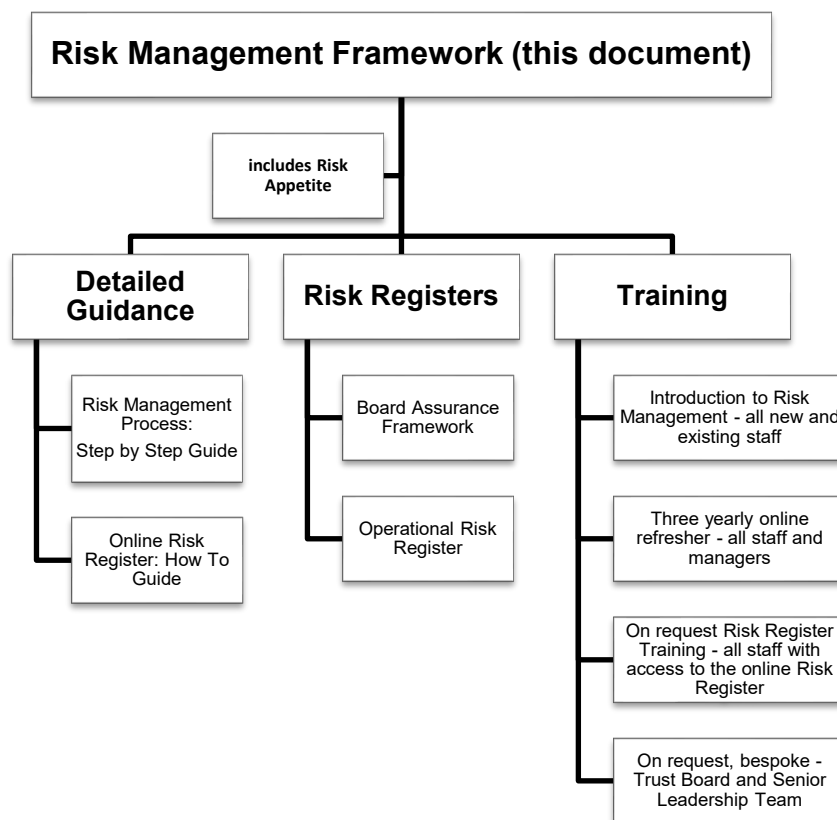 Risk Management Framework (this document)
includes Risk
Appetite
Detailed
Guidance
Risk Registers
Training
Risk Management
Process:
Step by Step Guide
Online Risk
Register: How To
Guide
Board Assurance
Framework
Operational Risk
Register
Introduction to Risk
Management - all new and
existing staff
Three yearly online
refresher - all staff and
managers
On request Risk Register
Training - all staff with
access to the online Risk
Register
On request, bespoke -
Trust Board and Senior
Leadership Team